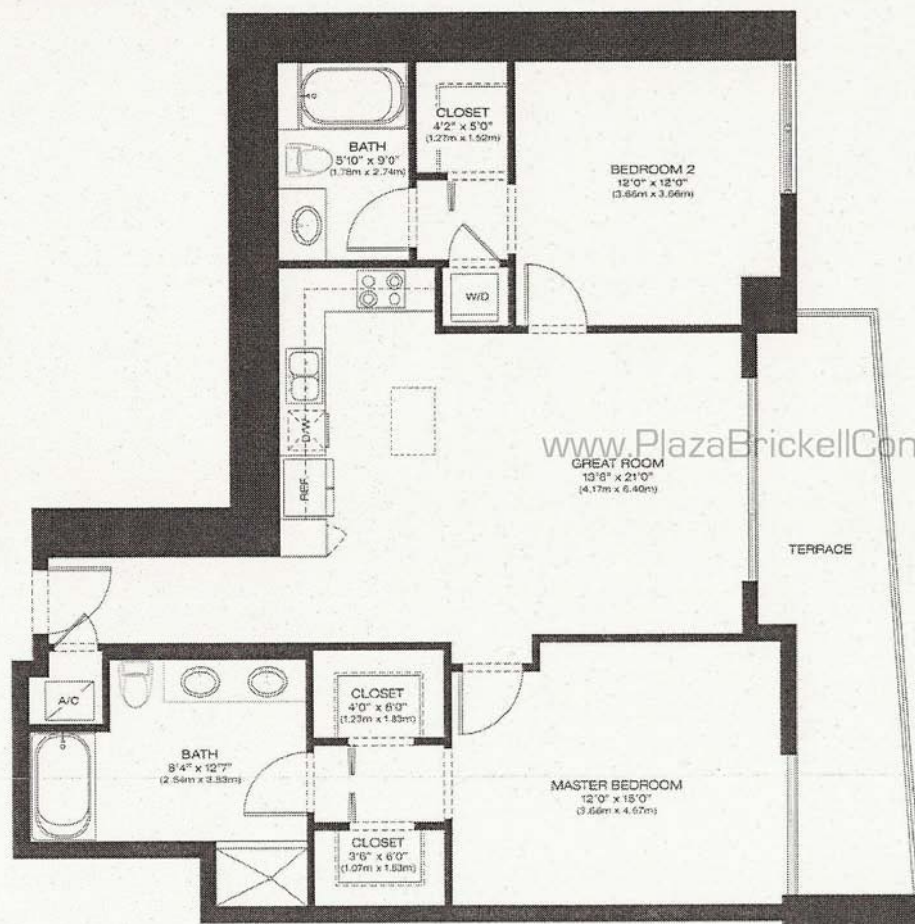 CLOSET
4'2" x 5'0"
(1.27m x 1.52m)
BATH
5'10" x 9'0"
(1.78m x 2.74m)
BEDROOM 2
12'0" x 12'0"
(3.66m x 3.66m)
W/D
D/W
REF.
www.PlazaBrickellCon
GREAT ROOM
13'8" x 21'0"
(4.17m x 6.40m)
TERRACE
A/C
CLOSET
4'0" x 6'0"
(1.23m x 1.83m)
BATH
8'4" x 12'7"
(2.54m x 3.83m)
MASTER BEDROOM
12'0" x 15'0"
(3.66m x 4.57m)
CLOSET
3'6" x 6'0"
(1.07m x 1.83m)